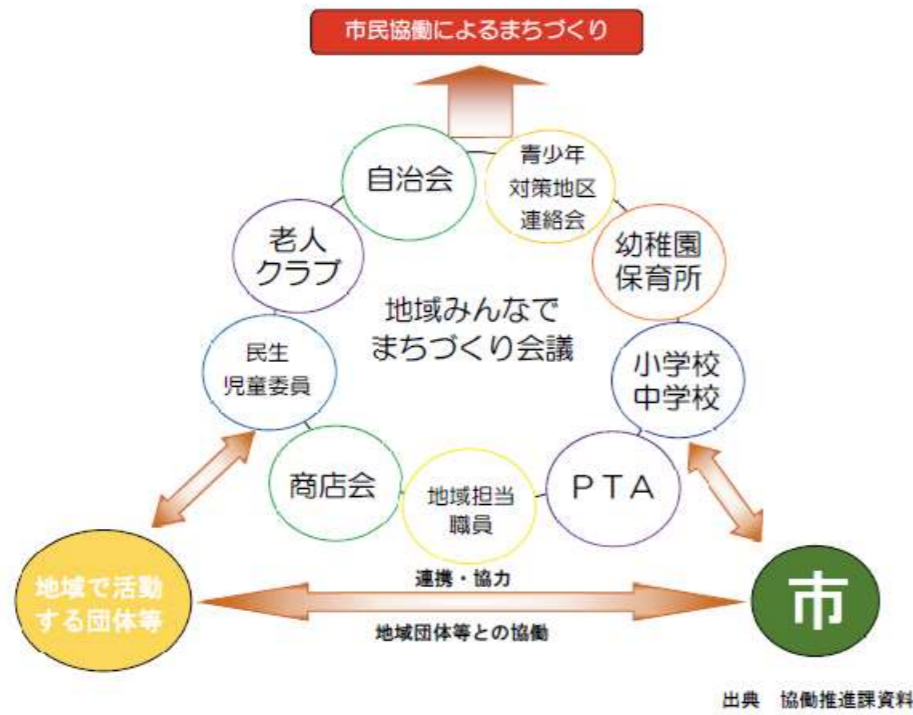 市民協働によるまちづくり
自治会
青少年
対策地区
連絡会
老人
クラブ
幼稚園
保育所
地域みんなで
まちづくり会議
民生
児童委員
小学校
中学校
商店会
地域担当
職員
ＰＴＡ
地域で活動
する団体等
連携・協力
地域団体等との協働
市
出典　協働推進課資料